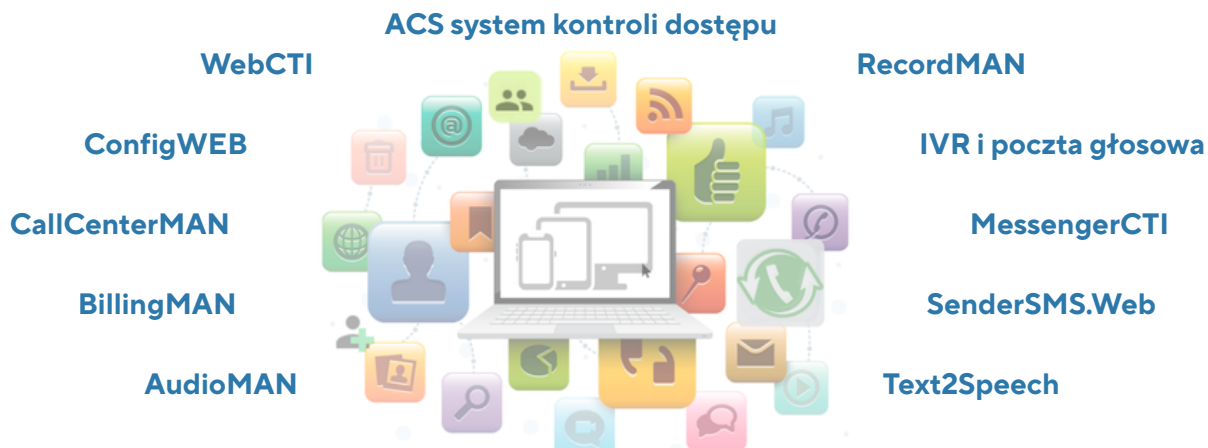 ACS system kontroli dostępu
WebCTI
RecordMAN
ConfigWEB
IVR i poczta głosowa
CallCenterMAN
MessengerCTI
BillingMAN
SenderSMS.Web
AudioMAN
Text2Speech